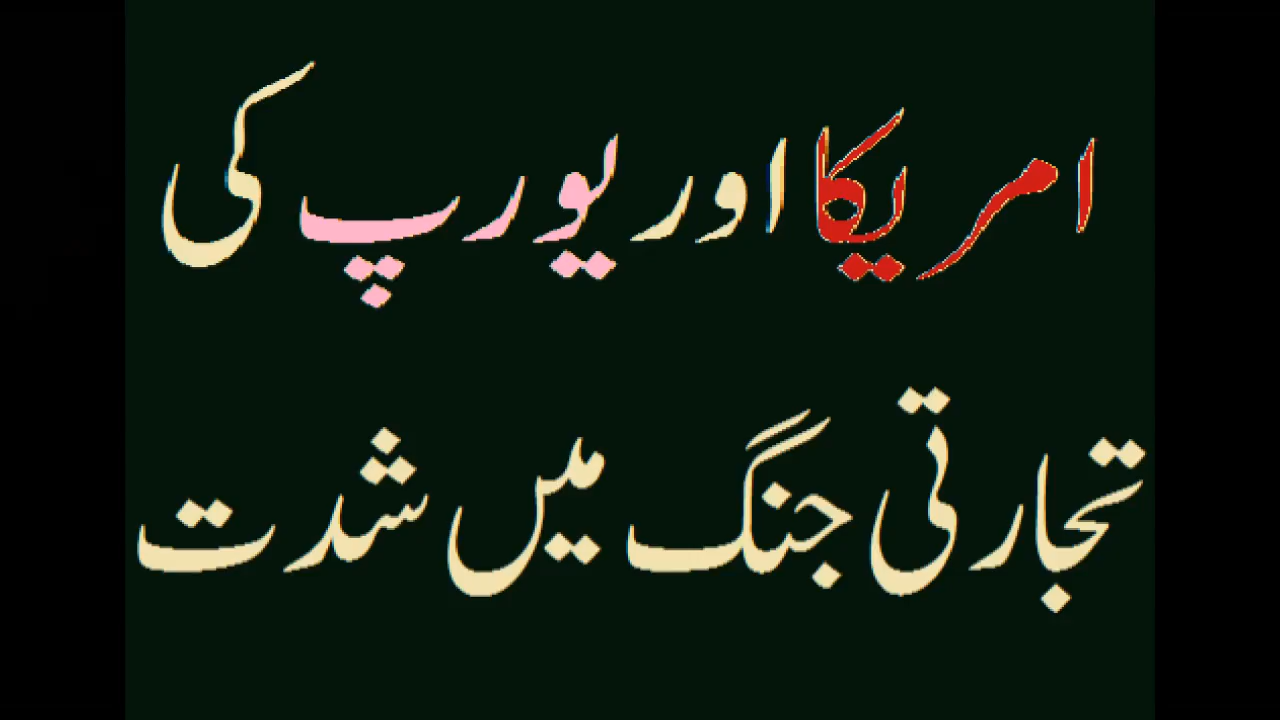 امریکا اور یورپ کی
تجارتی جنگ میں شدت